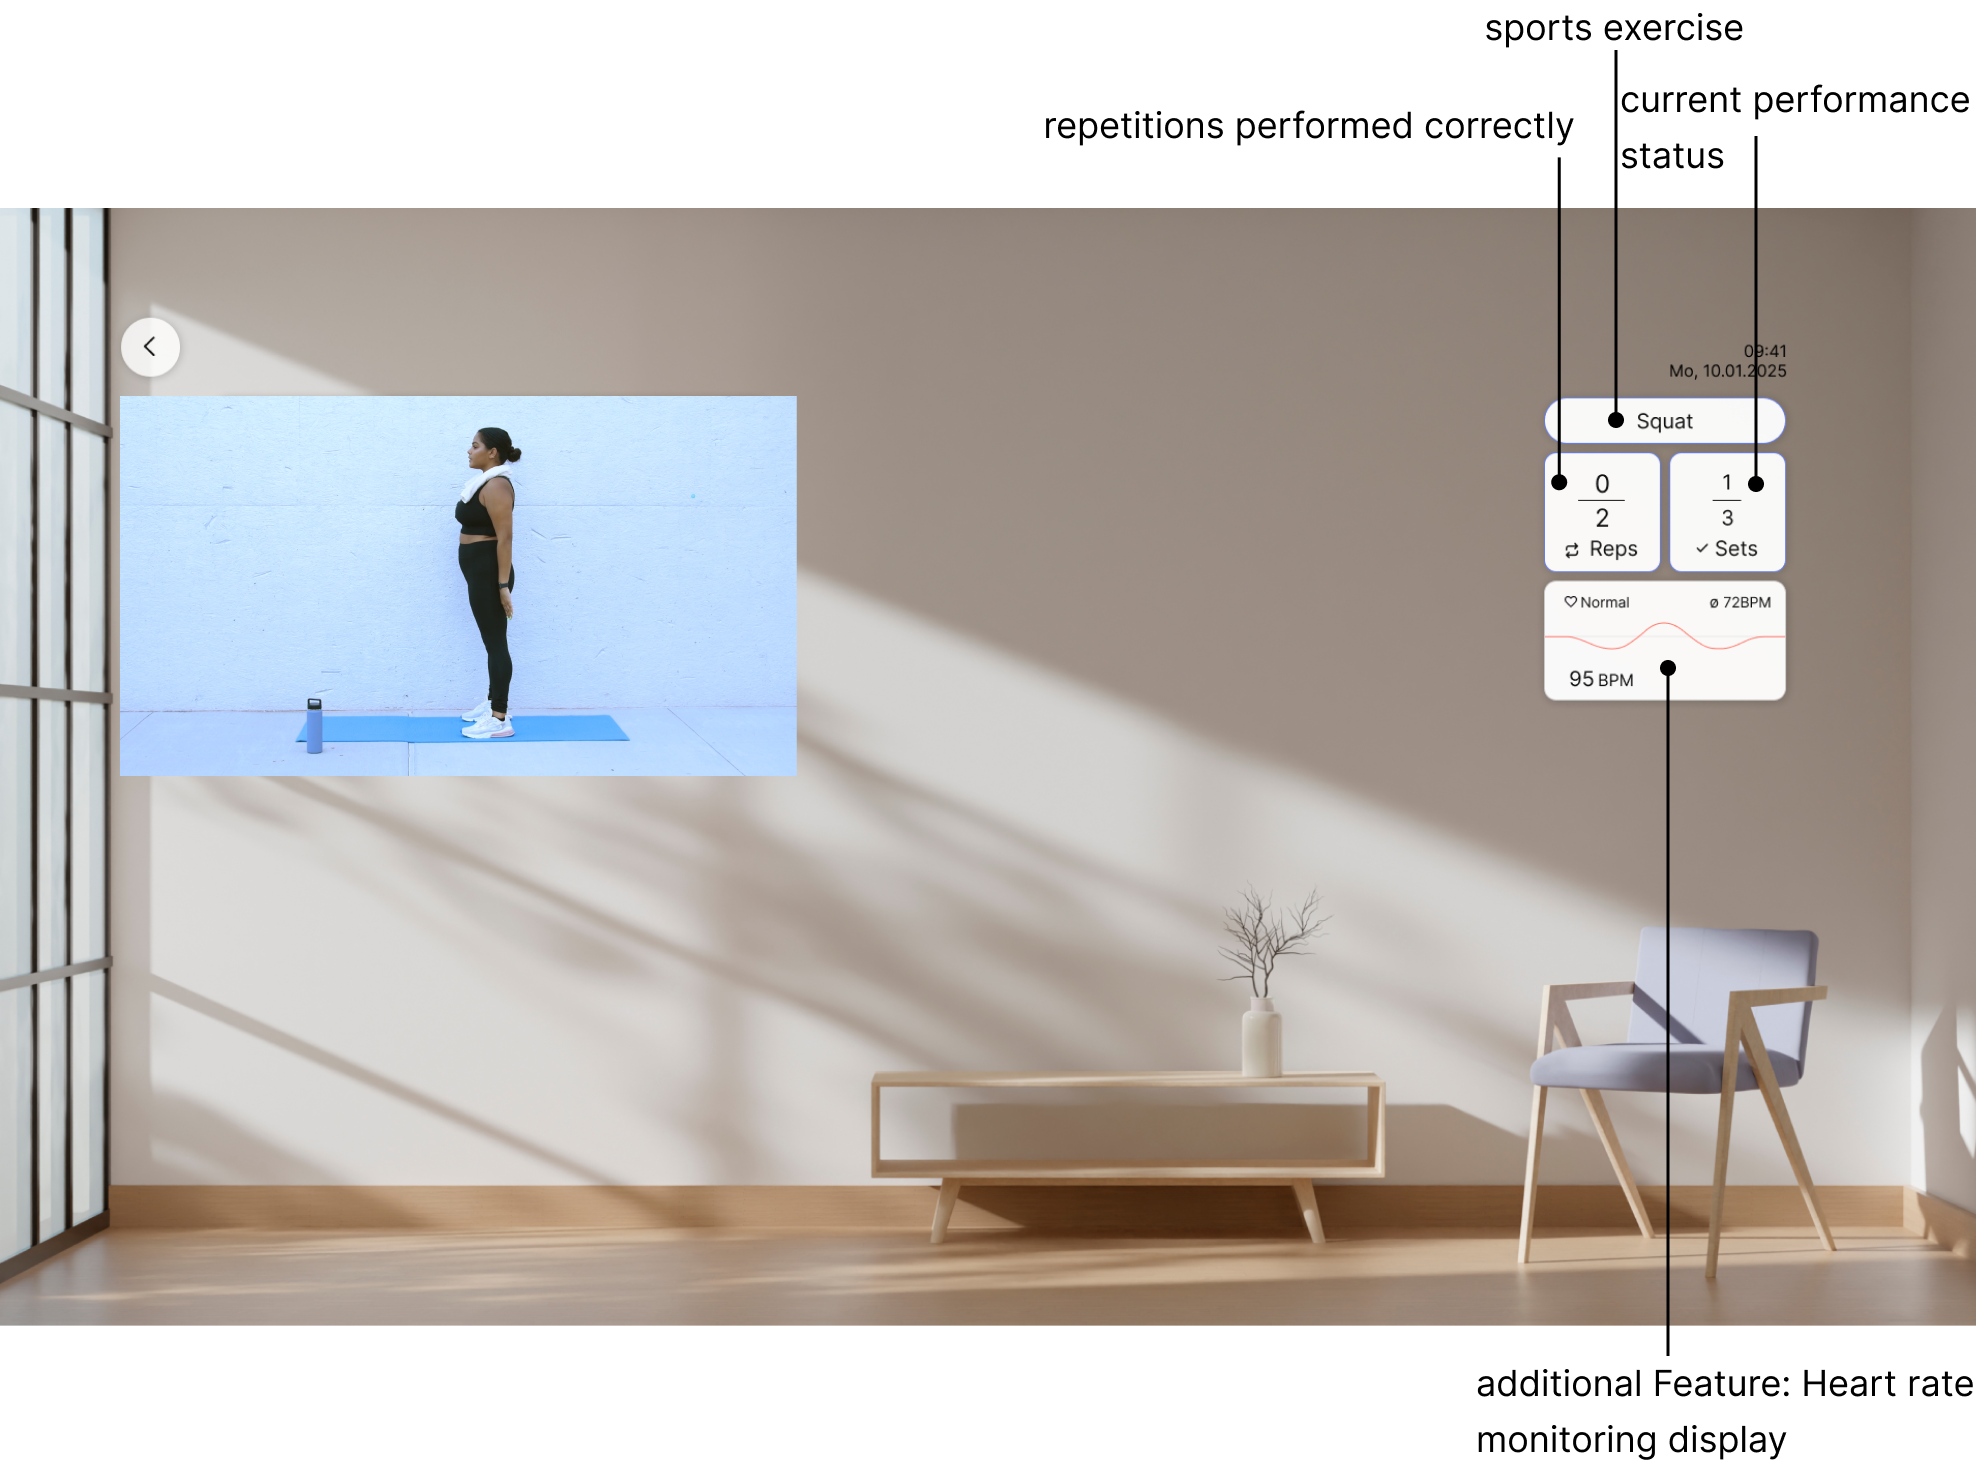 sports exercise
current performance
status
repetitions performed correctly
09:41
Mo, 10.01.2025
Squat
0
2
Reps
1
3
Sets
Normal
ø 72BPM
95 BPM
additional Feature: Heart rate
monitoring display